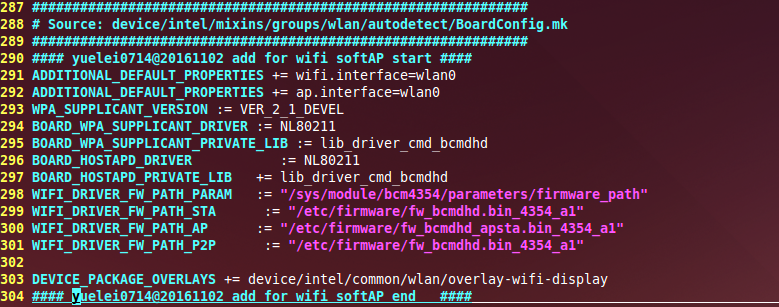 287 ##############################################################
288 # Source: device/intel/mixins/groups/wlan/autodetect/BoardConfig.mk
289 ##############################################################
290 #### yuelei0714@20161102 add for wifi softAP start ####
291 ADDITIONAL_DEFAULT_PROPERTIES += wifi.interface=wlan0
292 ADDITIONAL_DEFAULT_PROPERTIES += ap.interface=wlan0
293 WPA_SUPPLICANT_VERSION := VER_2_1_DEVEL
294 BOARD_WPA_SUPPLICANT_DRIVER := NL80211
295 BOARD_WPA_SUPPLICANT_PRIVATE_LIB := lib_driver_cmd_bcmdhd
296 BOARD_HOSTAPD_DRIVER           := NL80211
297 BOARD_HOSTAPD_PRIVATE_LIB   += lib_driver_cmd_bcmdhd
298 WIFI_DRIVER_FW_PATH_PARAM   := "/sys/module/bcm4354/parameters/firmware_path"
299 WIFI_DRIVER_FW_PATH_STA      := "/etc/firmware/fw_bcmdhd.bin_4354_a1"
300 WIFI_DRIVER_FW_PATH_AP      := "/etc/firmware/fw_bcmdhd_apsta.bin_4354_a1"
301 WIFI_DRIVER_FW_PATH_P2P      := "/etc/firmware/fw_bcmdhd.bin_4354_a1"
302
303 DEVICE_PACKAGE_OVERLAYS += device/intel/common/wlan/overlay-wifi-display
304 #### yuelei0714@20161102 add for wifi softAP end   ####